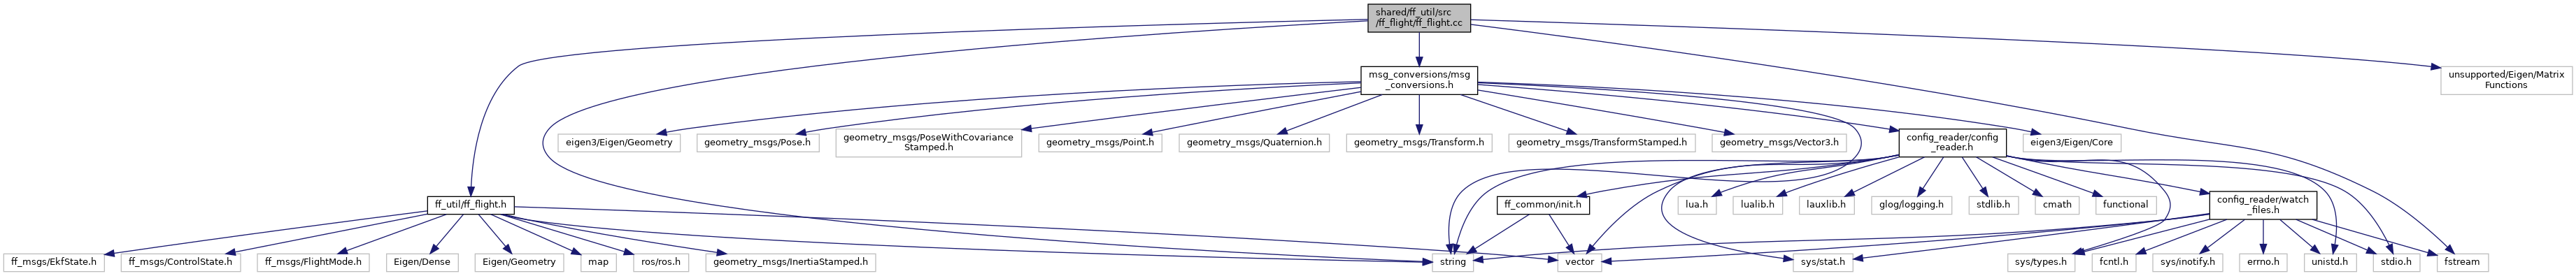 shared/ff_util/src
/ff_flight/ff_flight.cc
msg_conversions/msg
_conversions.h
unsupported/Eigen/Matrix
Functions
eigen3/Eigen/Geometry
geometry_msgs/Pose.h
geometry_msgs/PoseWithCovariance
Stamped.h
geometry_msgs/Point.h
geometry_msgs/Quaternion.h
geometry_msgs/Transform.h
geometry_msgs/TransformStamped.h
geometry_msgs/Vector3.h
config_reader/config
_reader.h
eigen3/Eigen/Core
ff_util/ff_flight.h
ff_common/init.h
lua.h
lualib.h
lauxlib.h
glog/logging.h
stdlib.h
cmath
functional
config_reader/watch
_files.h
ff_msgs/EkfState.h
ff_msgs/ControlState.h
ff_msgs/FlightMode.h
Eigen/Dense
Eigen/Geometry
map
ros/ros.h
geometry_msgs/InertiaStamped.h
string
vector
sys/stat.h
sys/types.h
fcntl.h
sys/inotify.h
errno.h
unistd.h
stdio.h
fstream